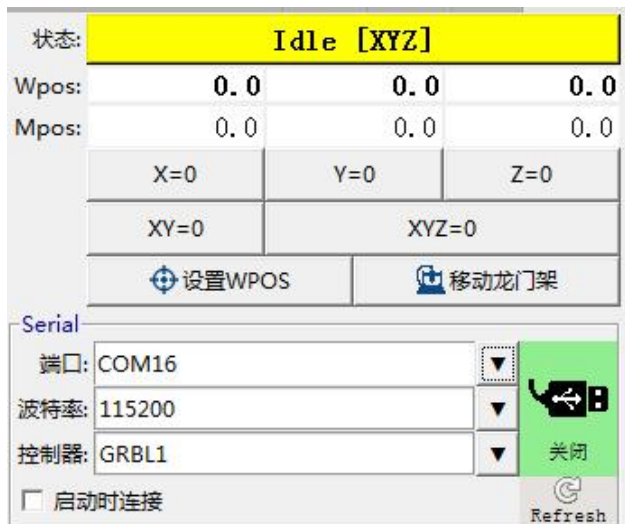 状态: Idle [XYZ]
Wpos: 0.0 0.0 0.0
Mpos: 0.0 0.0 0.0
X=0 Y=0 Z=0
XY=0 XYZ=0
设置WPOS 移动龙门架
Serial
端口: COM16
波特率: 115200
控制器: GRBL1
关闭
启动时连接
Refresh